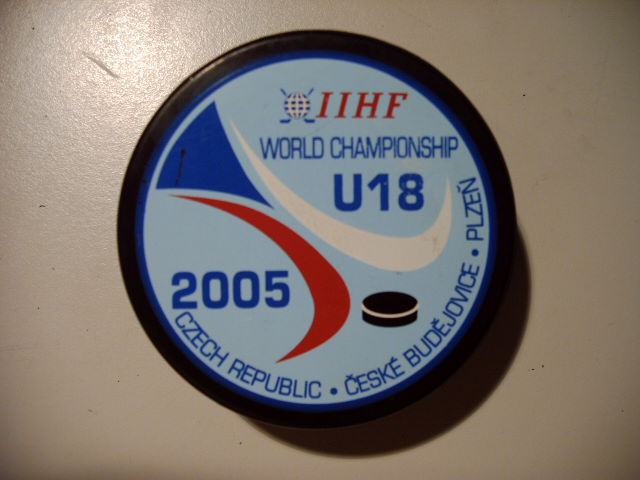 IIHF
WORLD CHAMPIONSHIP
U18
2005
CZECH REPUBLIC • ČESKÉ BUDĚJOVICE • PLZEŇ